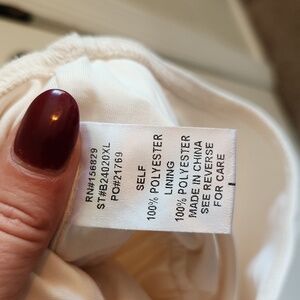 RN#156829
ST#B24020XL
PO#21769
SELF
100% POLYESTER
LINING
100% POLYESTER
MADE IN CHINA
SEE REVERSE
FOR CARE